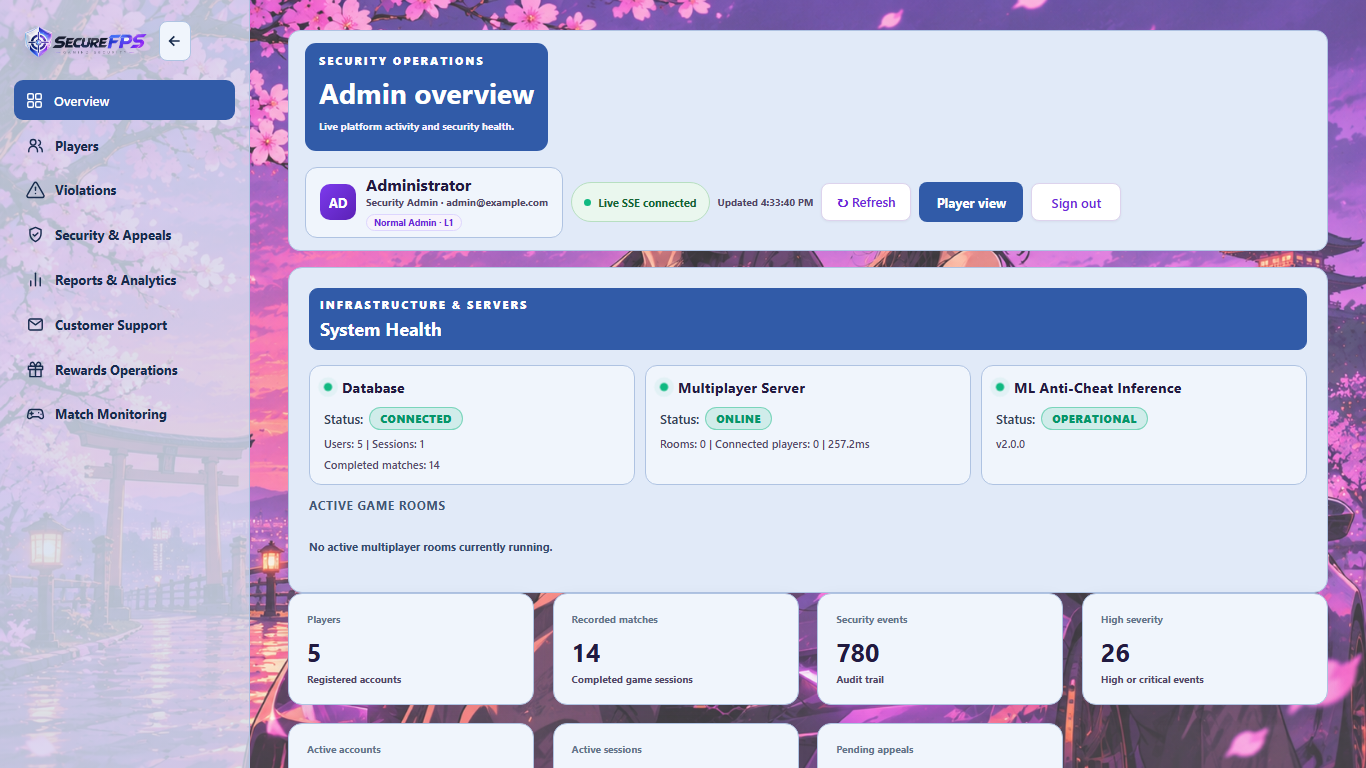 SECUREFPS
Overview
Players
Violations
Security & Appeals
Reports & Analytics
Customer Support
Rewards Operations
Match Monitoring
SECURITY OPERATIONS
Admin overview
Live platform activity and security health.
AD
Administrator
Security Admin · admin@example.com
Normal Admin · L1
Live SSE connected
Updated 4:33:40 PM
↻ Refresh
Player view
Sign out
INFRASTRUCTURE & SERVERS
System Health
Database
Status: CONNECTED
Users: 5 | Sessions: 1
Completed matches: 14
Multiplayer Server
Status: ONLINE
Rooms: 0 | Connected players: 0 | 257.2ms
ML Anti-Cheat Inference
Status: OPERATIONAL
v2.0.0
ACTIVE GAME ROOMS
No active multiplayer rooms currently running.
Players
5
Registered accounts
Recorded matches
14
Completed game sessions
Security events
780
Audit trail
High severity
26
High or critical events
Active accounts
Active sessions
Pending appeals